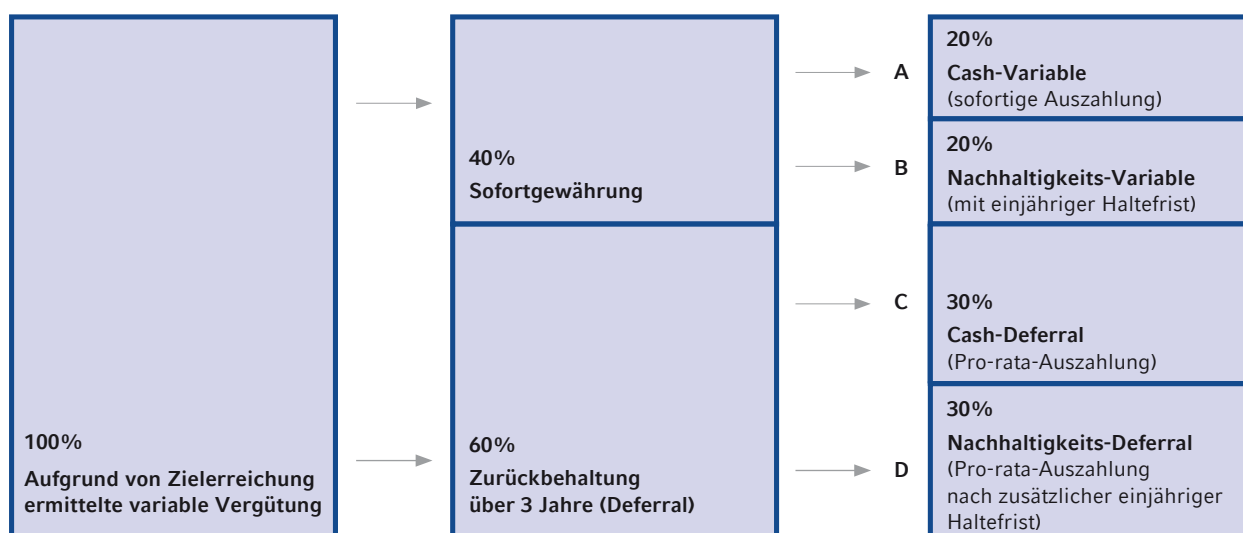 100%
Aufgrund von Zielerreichung
ermittelte variable Vergütung
40%
Sofortgewährung
60%
Zurückbehaltung
über 3 Jahre (Deferral)
A
20%
Cash-Variable
(sofortige Auszahlung)
B
20%
Nachhaltigkeits-Variable
(mit einjähriger Haltefrist)
C
30%
Cash-Deferral
(Pro-rata-Auszahlung)
D
30%
Nachhaltigkeits-Deferral
(Pro-rata-Auszahlung
nach zusätzlicher einjähriger
Haltefrist)